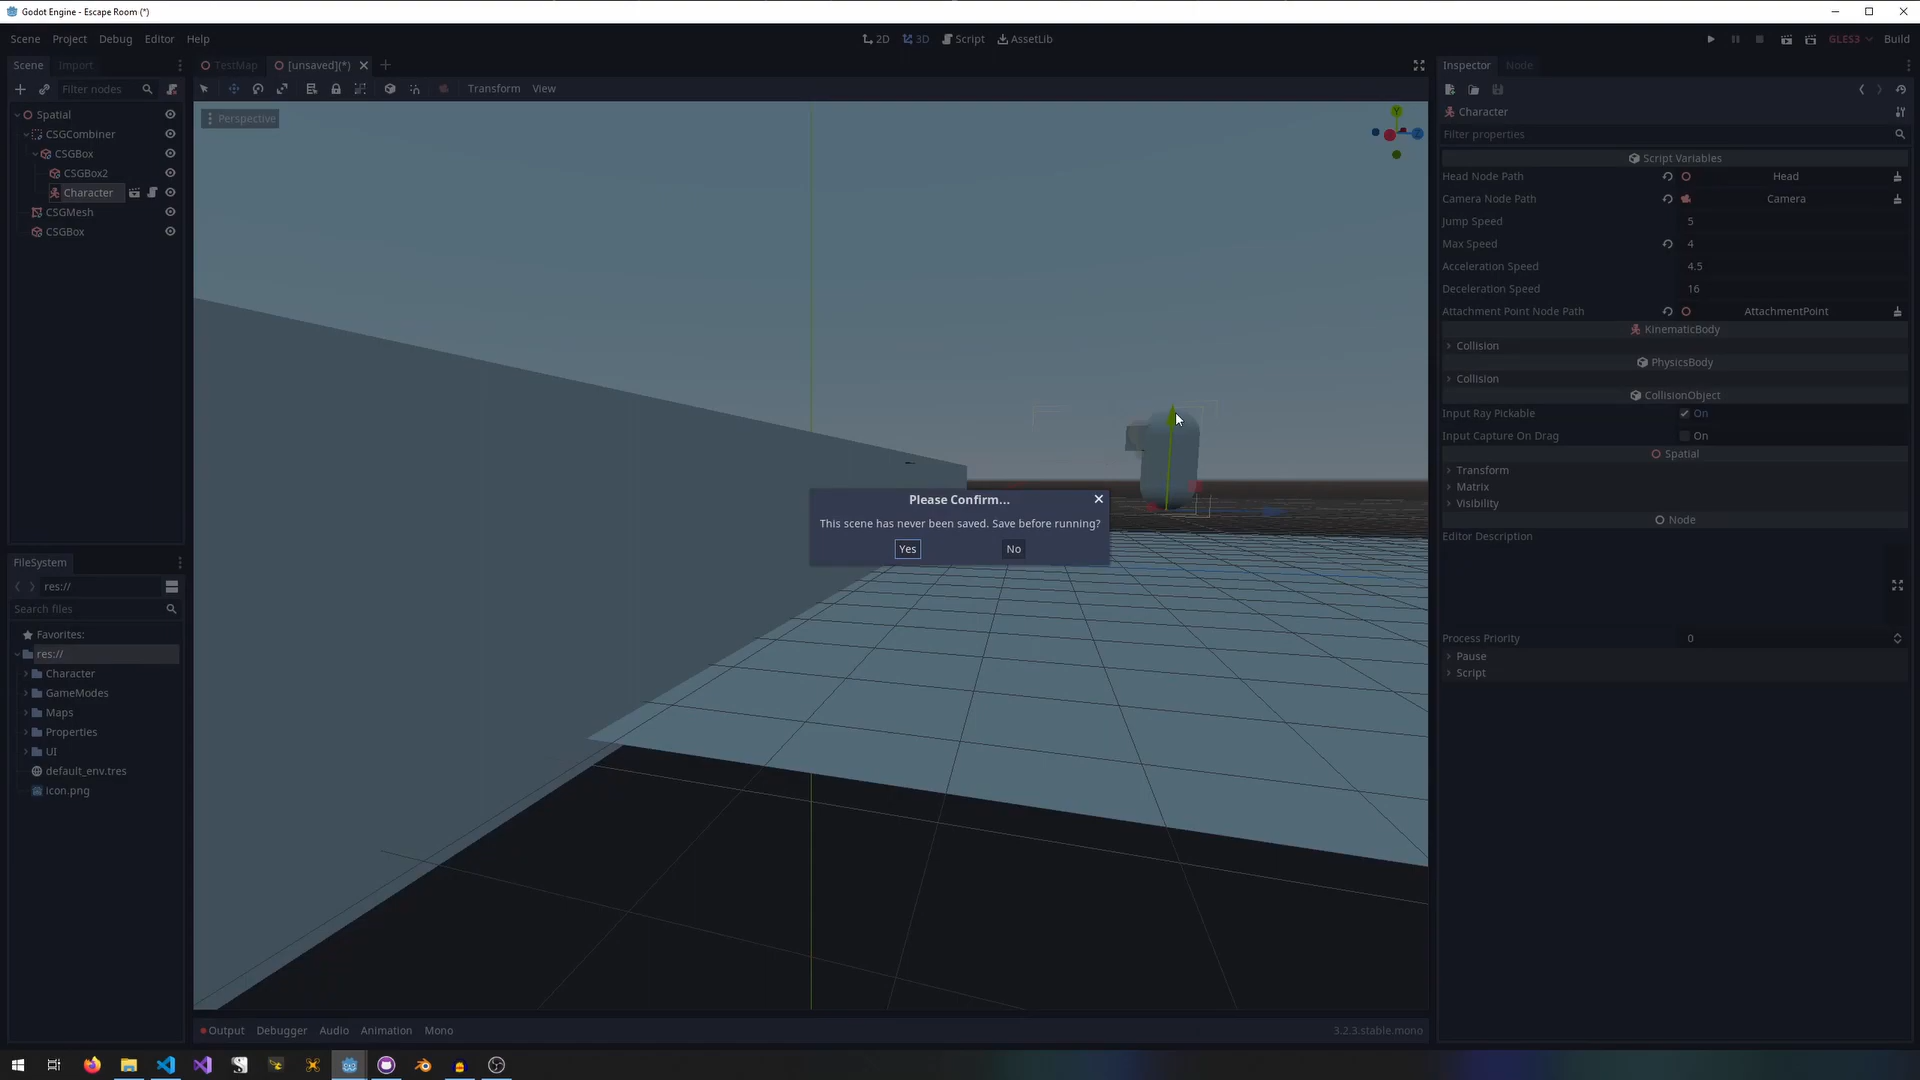 Godot Engine - Escape Room (*)
Scene Project Debug Editor Help
2D 3D Script AssetLib
GLES3 Build
Scene Import
TestMap [unsaved](*)
Inspector Node
Filter nodes
Transform View
Spatial
CSGCombiner
CSGBox
CSGBox2
Character
CSGMesh
CSGBox
Perspective
Y
Z
Please Confirm...
This scene has never been saved. Save before running?
Yes No
Character
Filter properties
Script Variables
Head Node Path Head
Camera Node Path Camera
Jump Speed 5
Max Speed 4
Acceleration Speed 4.5
Deceleration Speed 16
Attachment Point Node Path AttachmentPoint
KinematicBody
Collision
PhysicsBody
Collision
CollisionObject
Input Ray Pickable On
Input Capture On Drag On
Spatial
Transform
Matrix
Visibility
Node
Editor Description
Process Priority 0
Pause
Script
FileSystem
res://
Search files
Favorites:
res://
Character
GameModes
Maps
Properties
UI
default_env.tres
icon.png
Output Debugger Audio Animation Mono
3.2.3.stable.mono